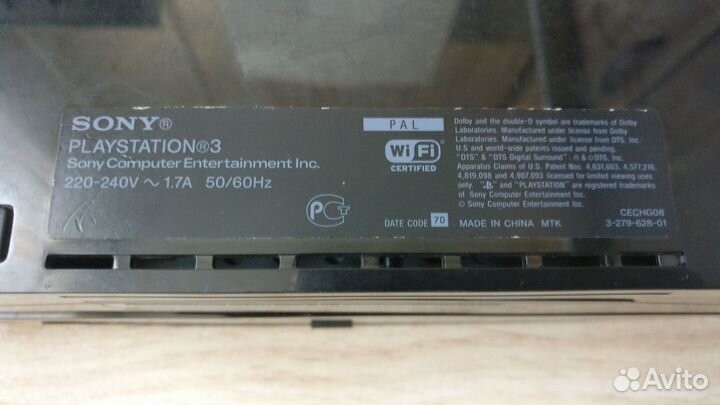 SONY®
PLAYSTATION®3
Sony Computer Entertainment Inc.
220-240V ~ 1.7A 50/60Hz
PAL
Wi Fi
CERTIFIED
PCT
DATE CODE 7D MADE IN CHINA MTK
Dolby and the double-D symbol are trademarks of Dolby
Laboratories. Manufactured under license from Dolby
Laboratories. Manufactured under license from DTS, Inc.
U.S and world-wide patents issued and pending.
"DTS" & "DTS Digital Surround". ® & © DTS, Inc.
Apparatus Claims of U.S. Patent Nos. 4,631,603, 4,577,216,
4,819,098 and 4,907,093 licensed for limited viewing uses
only. " " and "PLAYSTATION" are registered trademarks
of Sony Computer Entertainment Inc.
© Sony Computer Entertainment Inc.
CECHG08
3-279-628-01
Avito